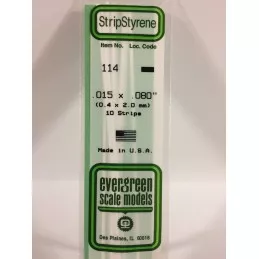 StripStyrene
Item No. Loc. Code
114
.015 x .080"
(0.4 x 2.0 mm)
10 Strips
Made in U.S.A.
evergreen
scale models
Des Plaines, IL 60018